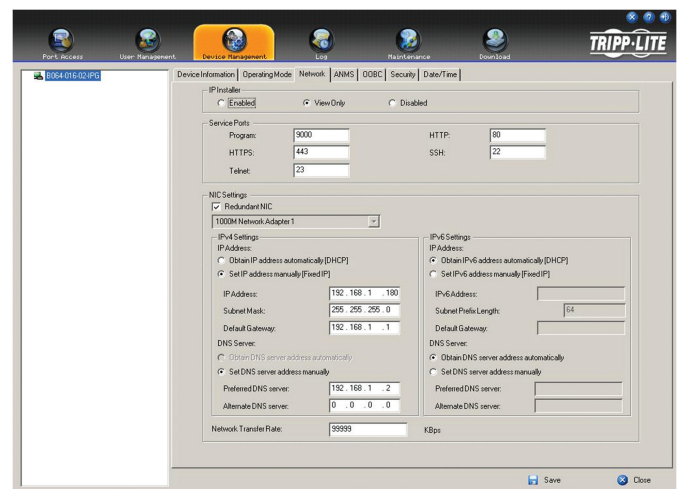 TRIPP·LITE
Port Access User Management Device Management Log Maintenance Download
B064-016-02-IPG
Device Information Operating Mode Network ANMS OOBC Security Date/Time
IP Installer
Enabled View Only Disabled
Service Ports
Program: 9000 HTTP: 80
HTTPS: 443 SSH: 22
Telnet: 23
NIC Settings
Redundant NIC
1000M Network Adapter 1
IPv4 Settings
IP Address:
Obtain IP address automatically [DHCP]
Set IP address manually [Fixed IP]
IP Address: 192 . 168 . 1 . 180
Subnet Mask: 255 . 255 . 255 . 0
Default Gateway: 192 . 168 . 1 . 1
DNS Server:
Obtain DNS server address automatically
Set DNS server address manually
Preferred DNS server: 192 . 168 . 1 . 2
Alternate DNS server: 0 . 0 . 0 . 0
IPv6 Settings
IP Address:
Obtain IPv6 address automatically [DHCP]
Set IPv6 address manually [Fixed IP]
IPv6 Address:
Subnet Prefix Length: 64
Default Gateway:
DNS Server:
Obtain DNS server address automatically
Set DNS server address manually
Preferred DNS server:
Alternate DNS server:
Network Transfer Rate: 99999 KBps
Save Close